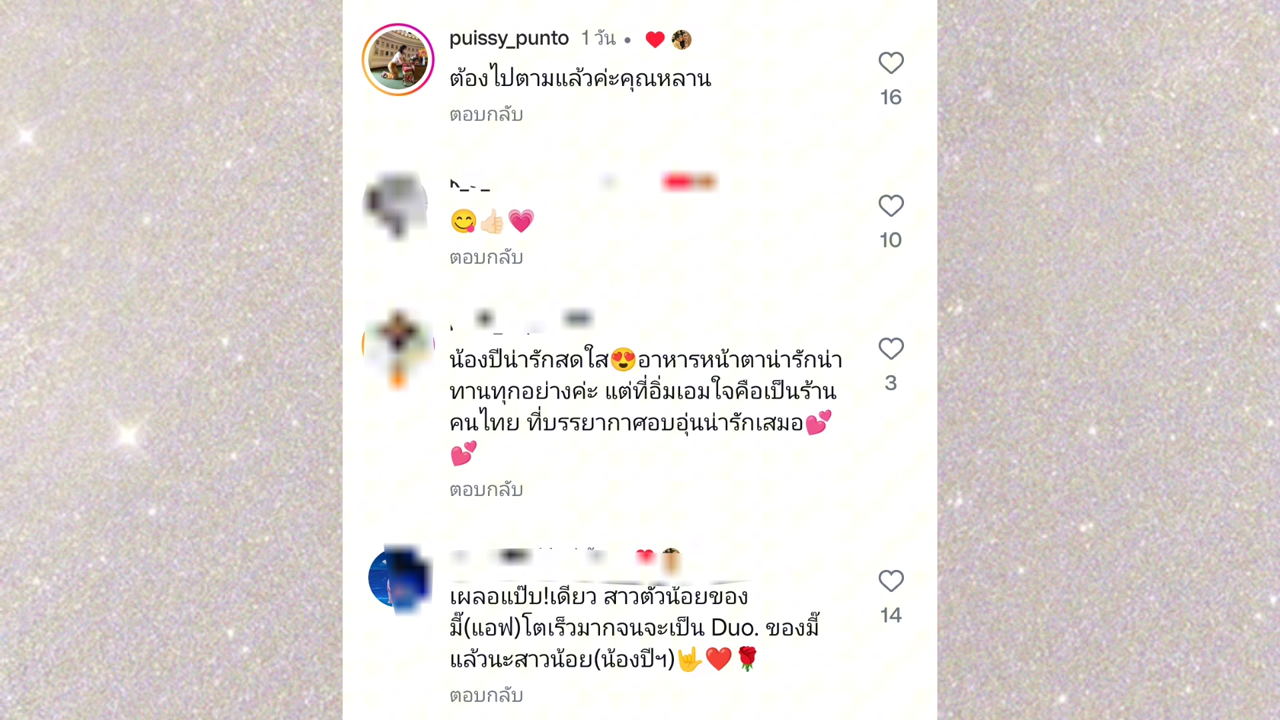 puissy_punto 1 วัน •
ต้องไปตามแล้วค่ะคุณหลาน
16
ตอบกลับ
😋👍🏻💗
10
ตอบกลับ
น้องปีน่ารักสดใส😍อาหารหน้าตาน่ารักน่า
ทานทุกอย่างค่ะ แต่ที่อิ่มเอมใจคือเป็นร้าน
คนไทย ที่บรรยากาศอบอุ่นน่ารักเสมอ💕
💕
3
ตอบกลับ
เผลอแป๊บ!เดียว สาวตัวน้อยของ
มี๊(แอฟ)โตเร็วมากจนจะเป็น Duo. ของมี๊
แล้วนะสาวน้อย(น้องปีฯ)🤟❤️🌹
14
ตอบกลับ